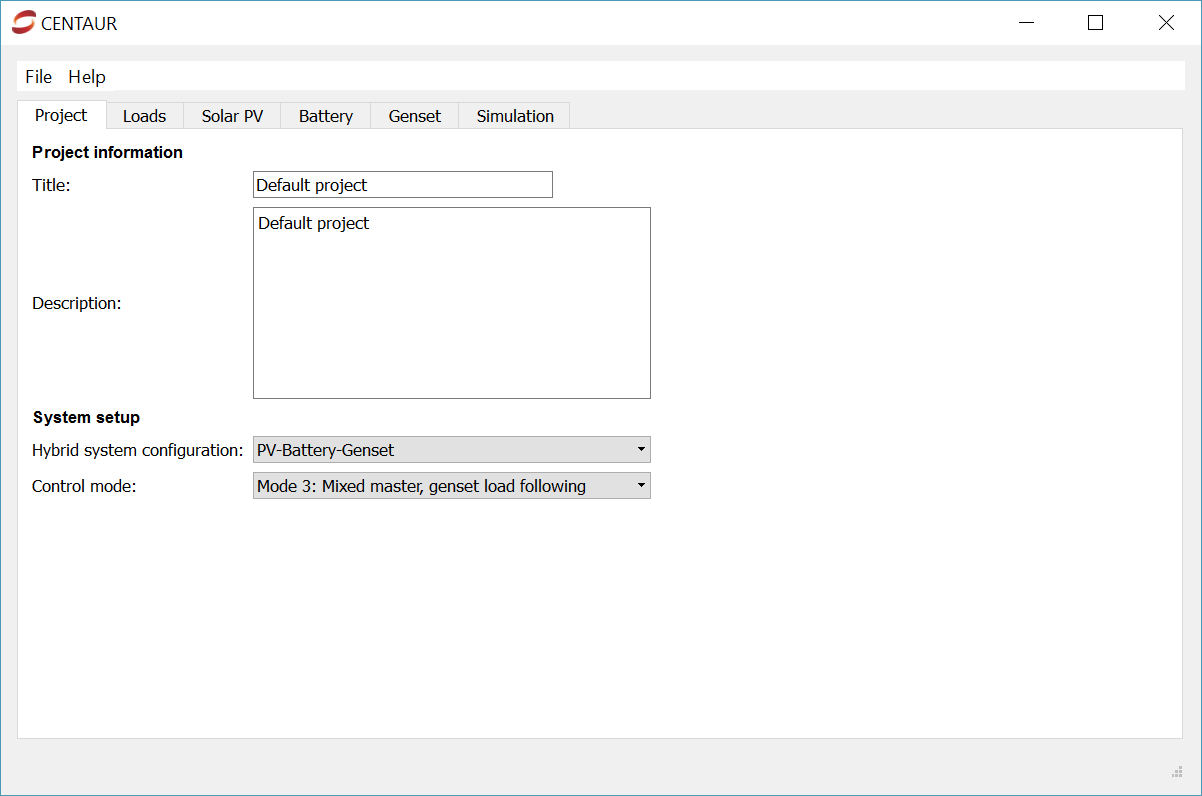 CENTAUR
File Help
Project Loads Solar PV Battery Genset Simulation
Project information
Title: Default project
Default project
Description:
System setup
Hybrid system configuration: PV-Battery-Genset
Control mode: Mode 3: Mixed master, genset load following